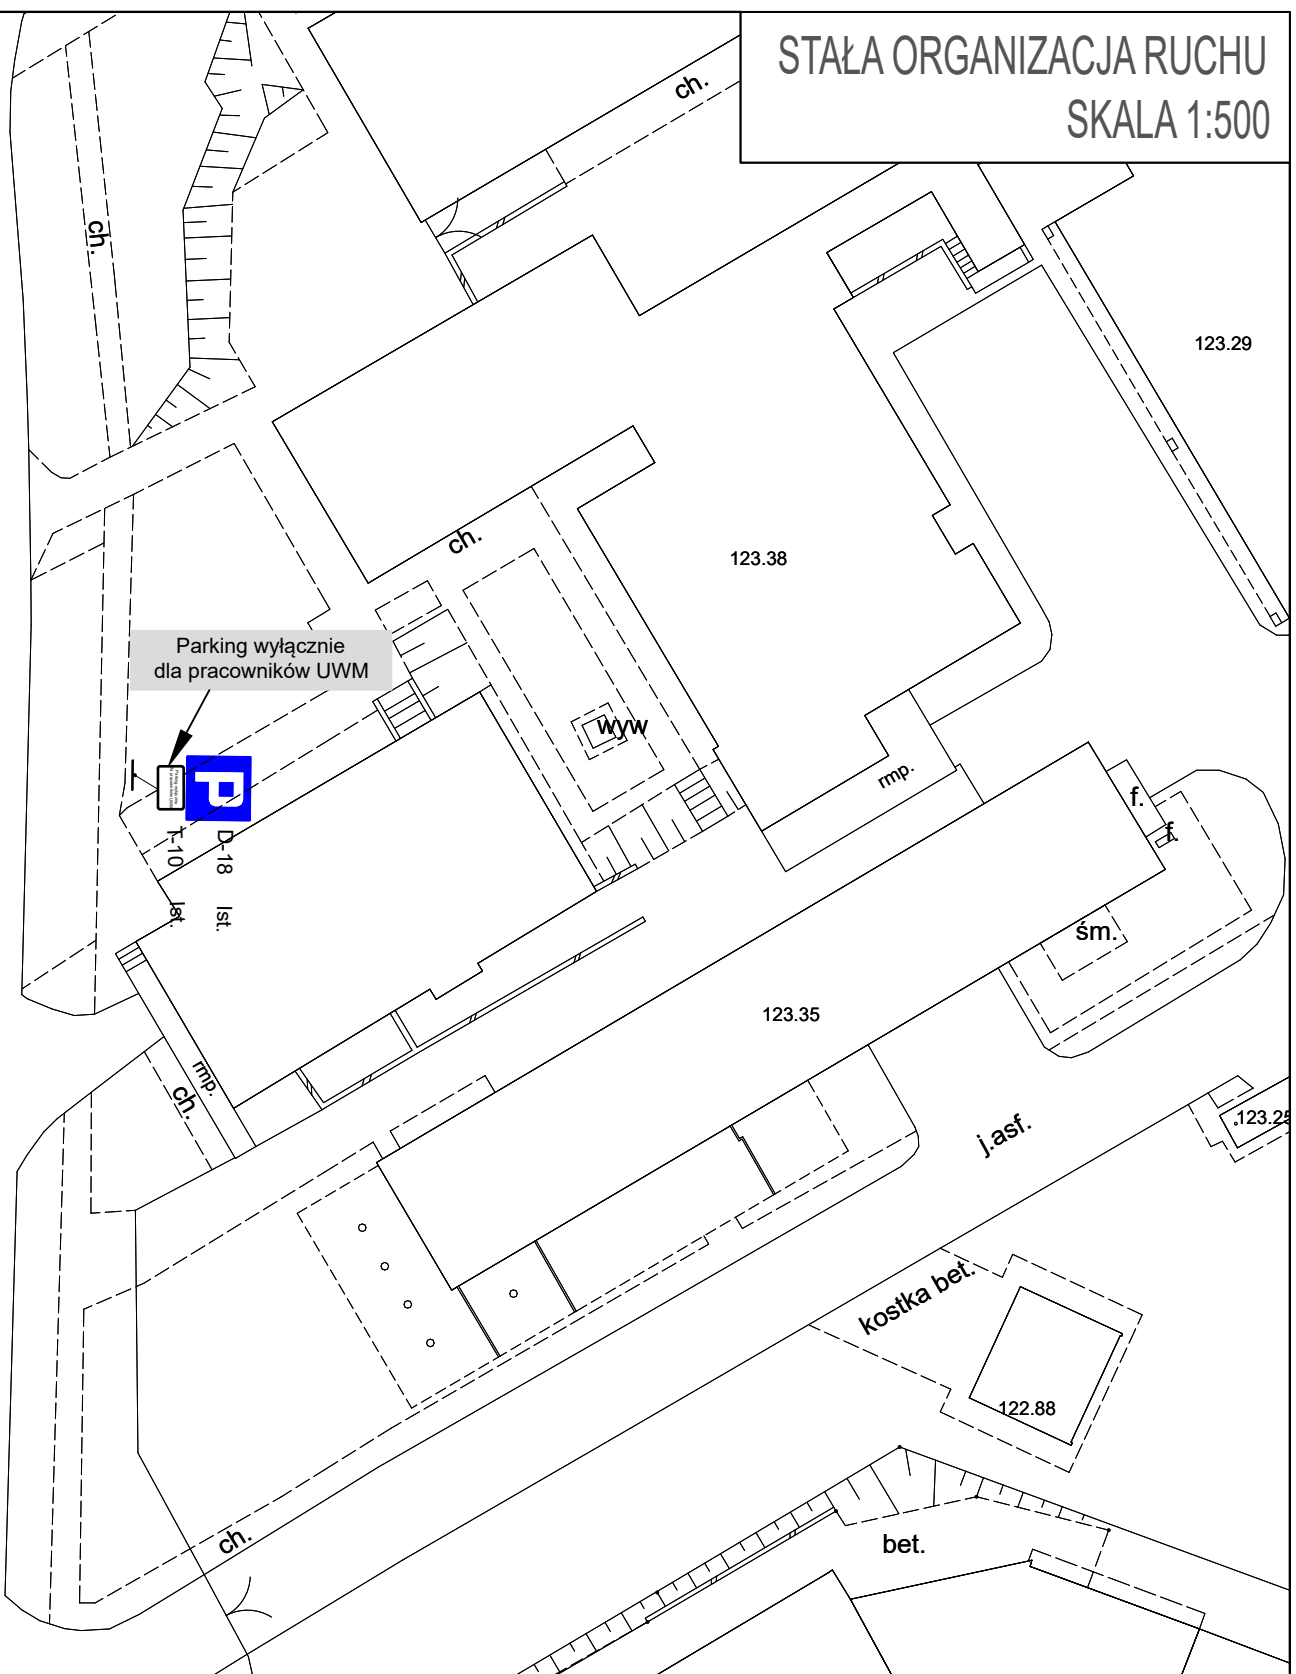 STAŁA ORGANIZACJA RUCHU
SKALA 1:500
ch.
ch.
123.29
ch.
123.38
Parking wyłącznie
dla pracowników UWM
wyw
rmp.
P
f.
f.
D-18 Ist.
T-10 Ist.
śm.
123.35
rmp.
ch.
j.asf.
123.25
kostka bet.
122.88
ch.
bet.